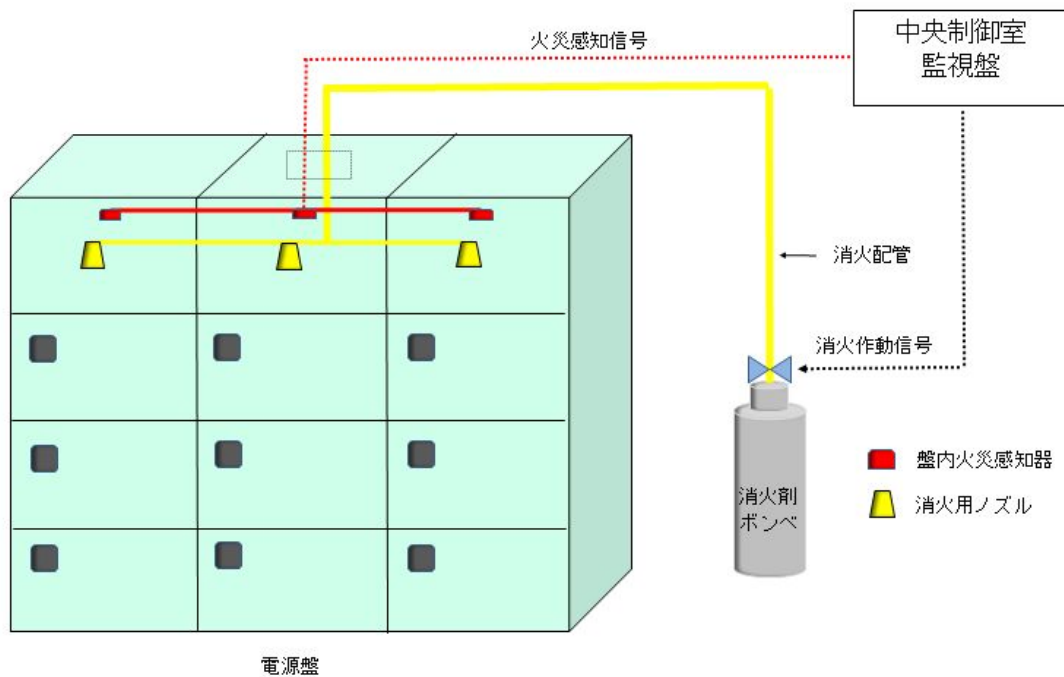 火災感知信号
中央制御室
監視盤
消火配管
消火作動信号
盤内火災感知器
消火用ノズル
消火剤
ボンベ
電源盤